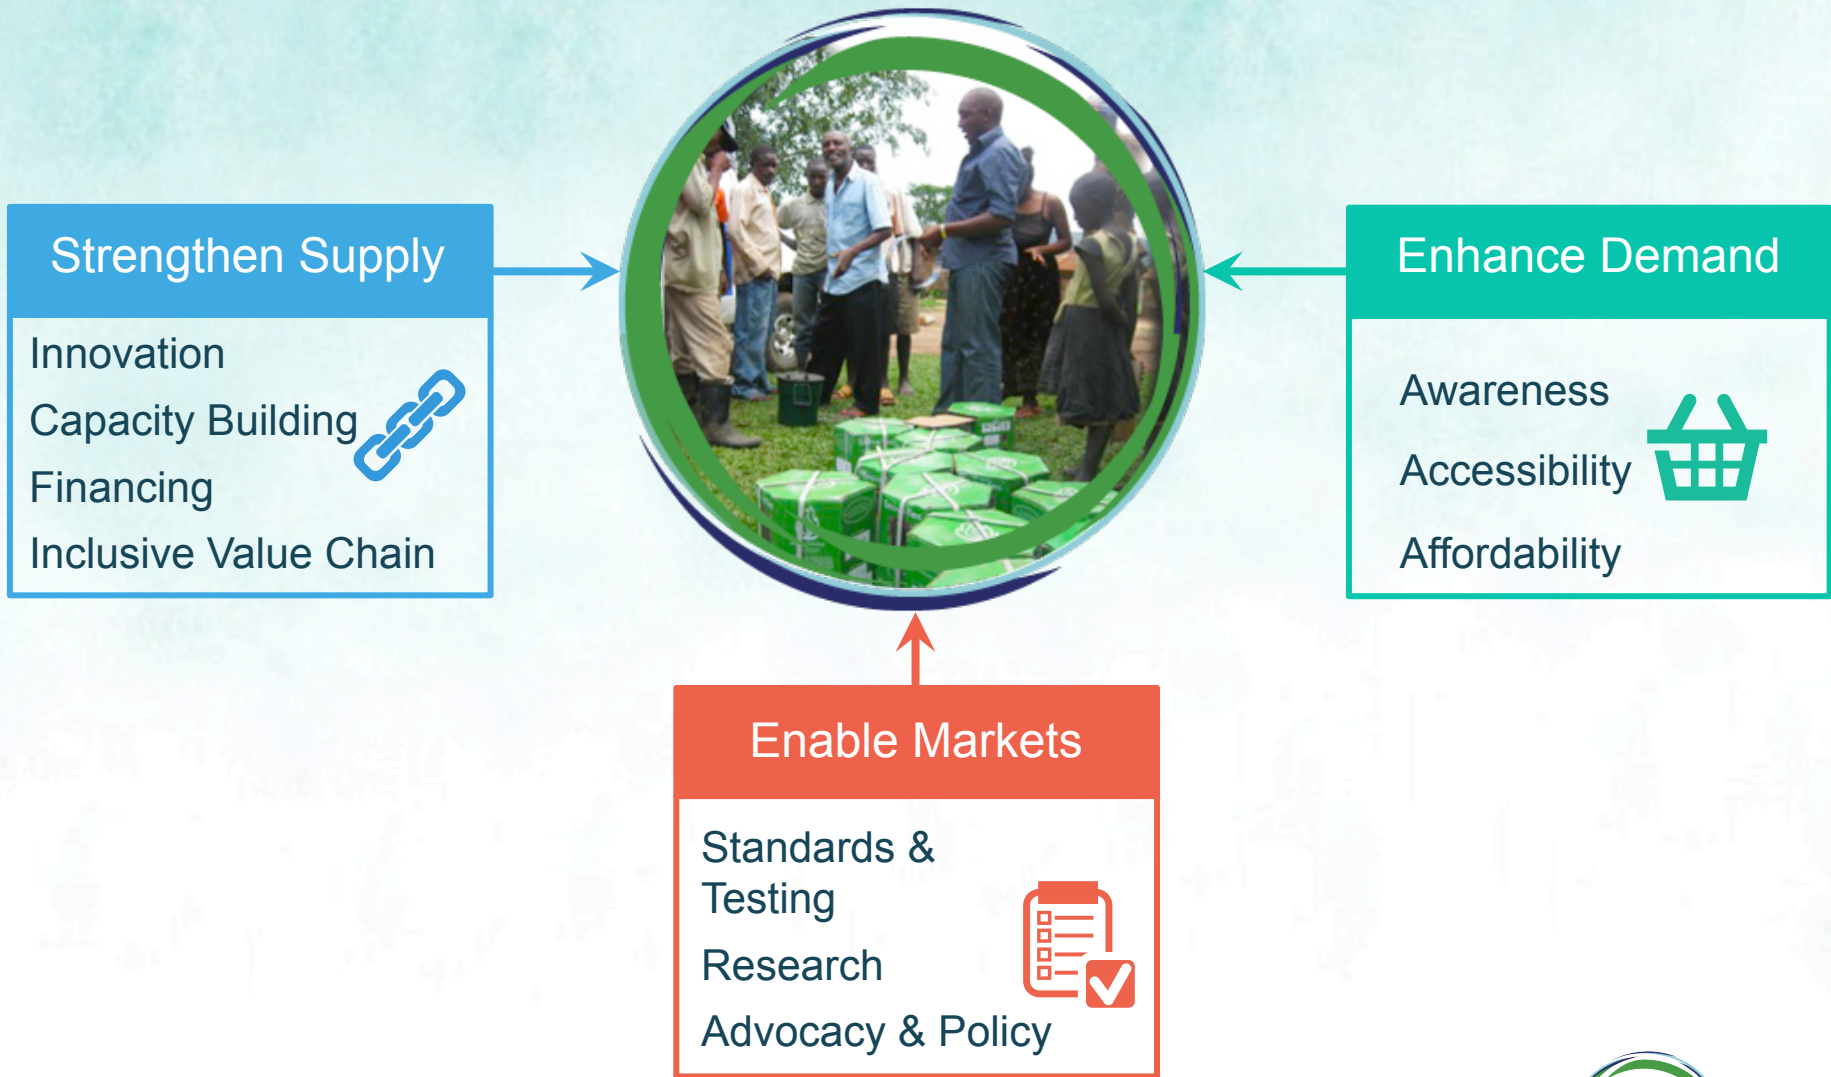 Strengthen Supply
Innovation
Capacity Building
Financing
Inclusive Value Chain
Enhance Demand
Awareness
Accessibility
Affordability
Enable Markets
Standards &
Testing
Research
Advocacy & Policy